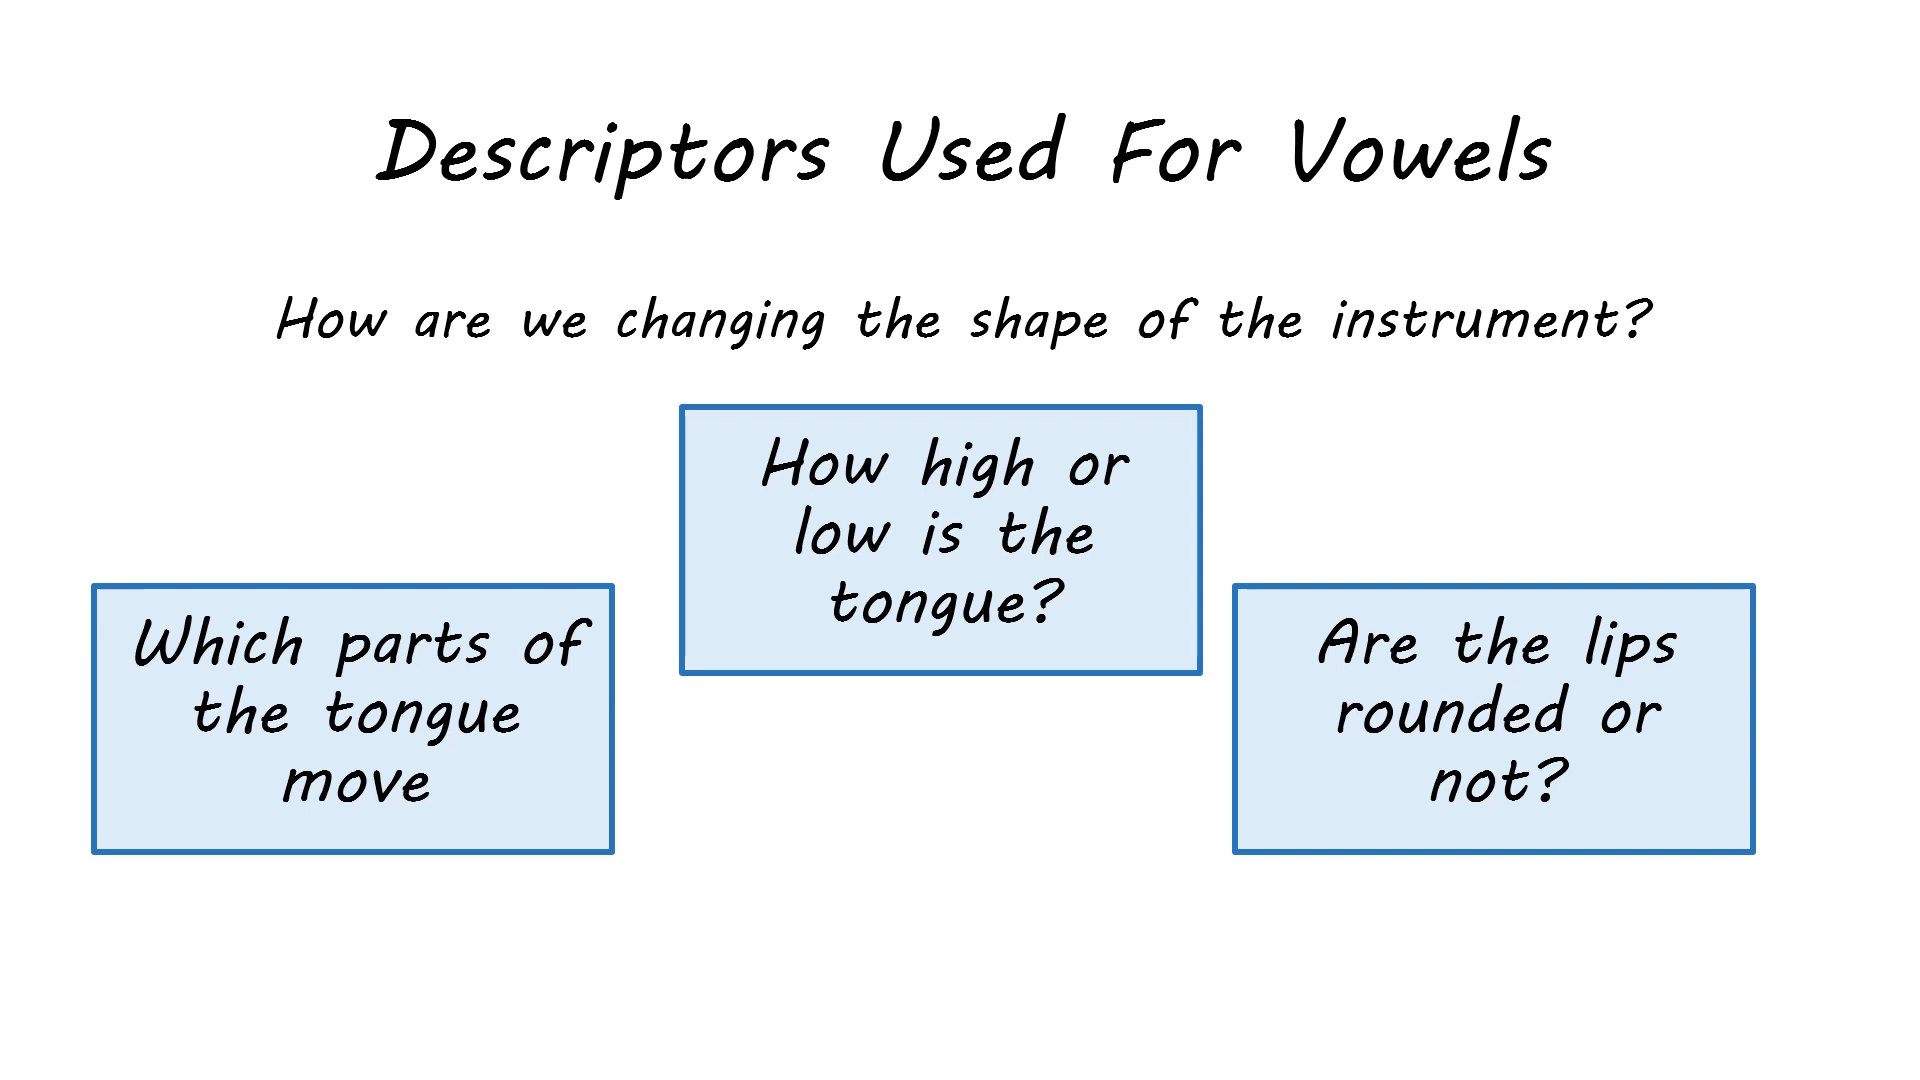 Descriptors Used For Vowels
How are we changing the shape of the instrument?
Which parts of
the tongue
move
How high or
low is the
tongue?
Are the lips
rounded or
not?